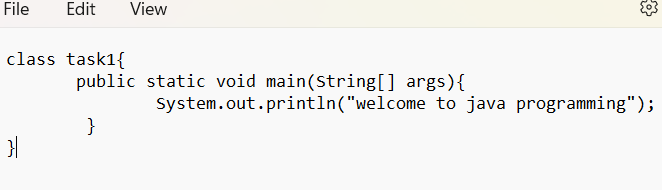 File Edit View
class task1{
public static void main(String[] args){
System.out.println("welcome to java programming");
}
}